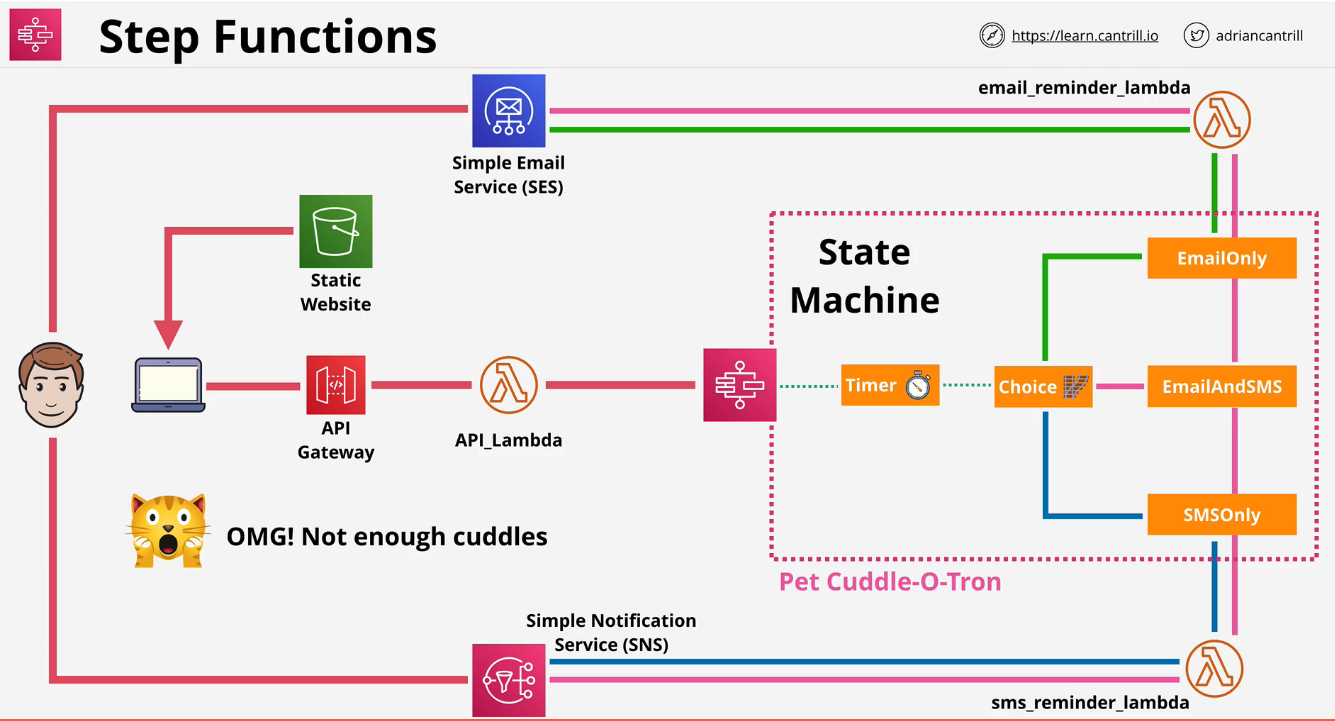 Step Functions
https://learn.cantrill.io
adriancantrill
email_reminder_lambda
Simple Email
Service (SES)
Static
Website
State
Machine
EmailOnly
Timer
Choice
EmailAndSMS
API
Gateway
API_Lambda
SMSOnly
OMG! Not enough cuddles
Pet Cuddle-O-Tron
Simple Notification
Service (SNS)
sms_reminder_lambda